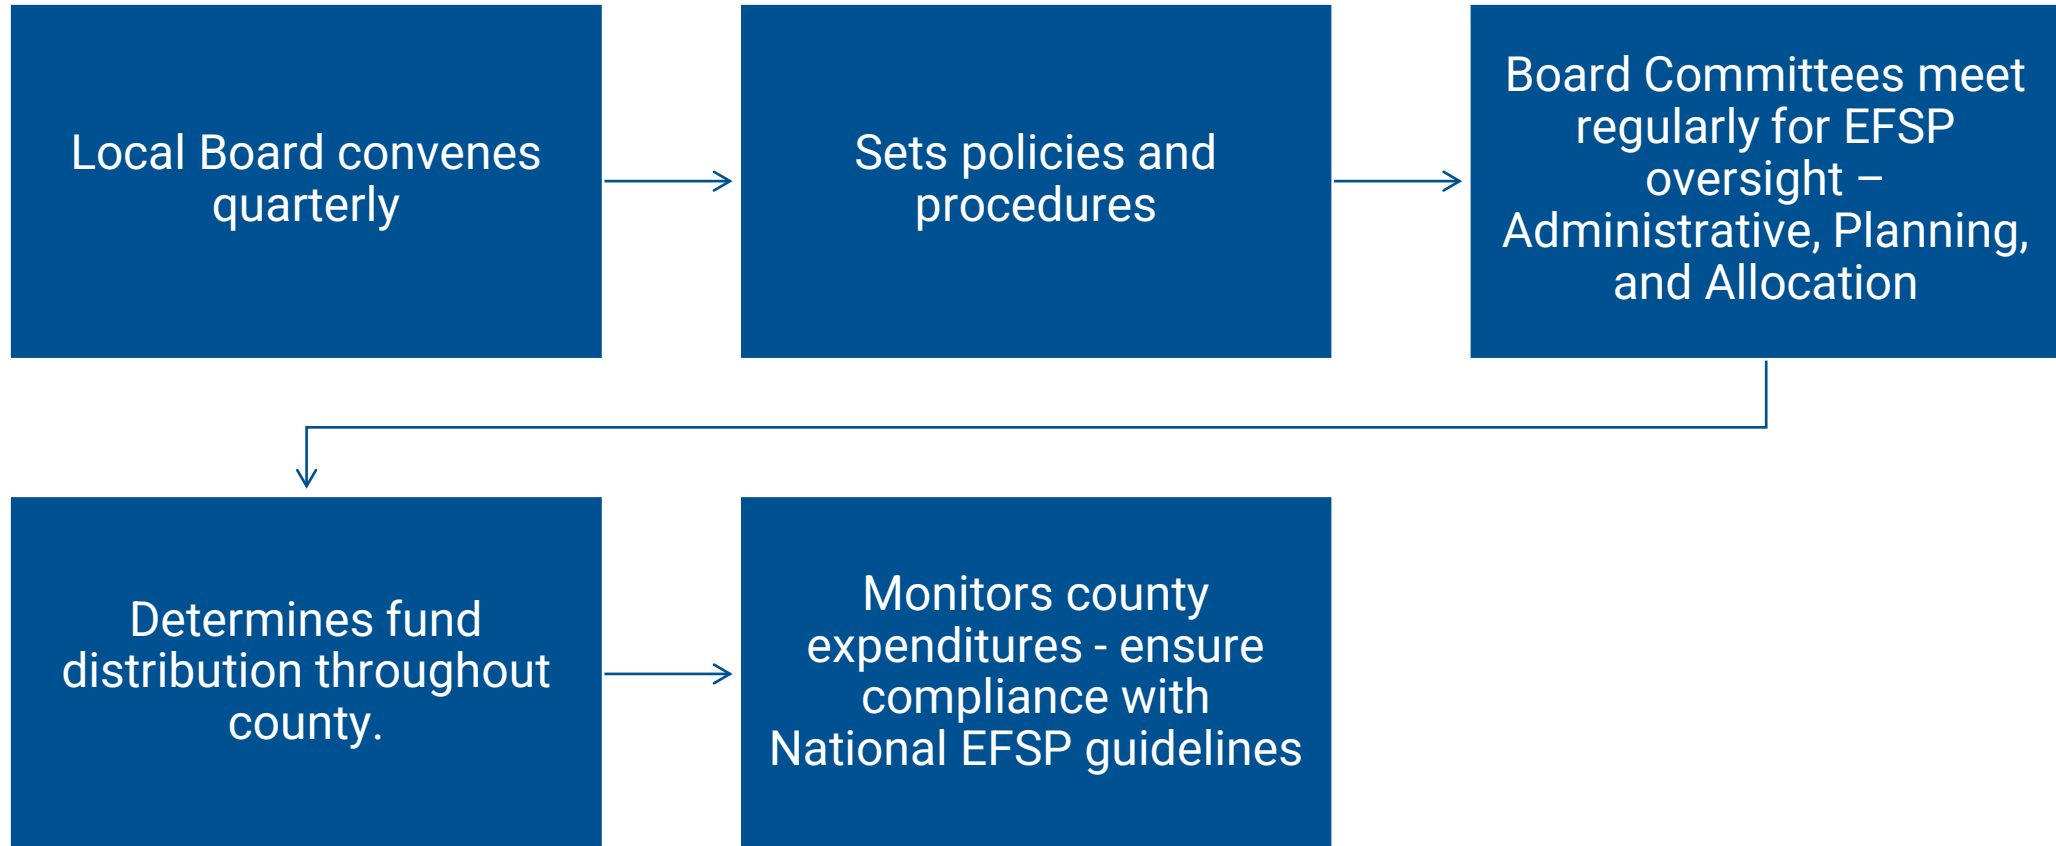 Local Board convenes
quarterly
Sets policies and
procedures
Board Committees meet
regularly for EFSP
oversight –
Administrative, Planning,
and Allocation
Determines fund
distribution throughout
county.
Monitors county
expenditures - ensure
compliance with
National EFSP guidelines